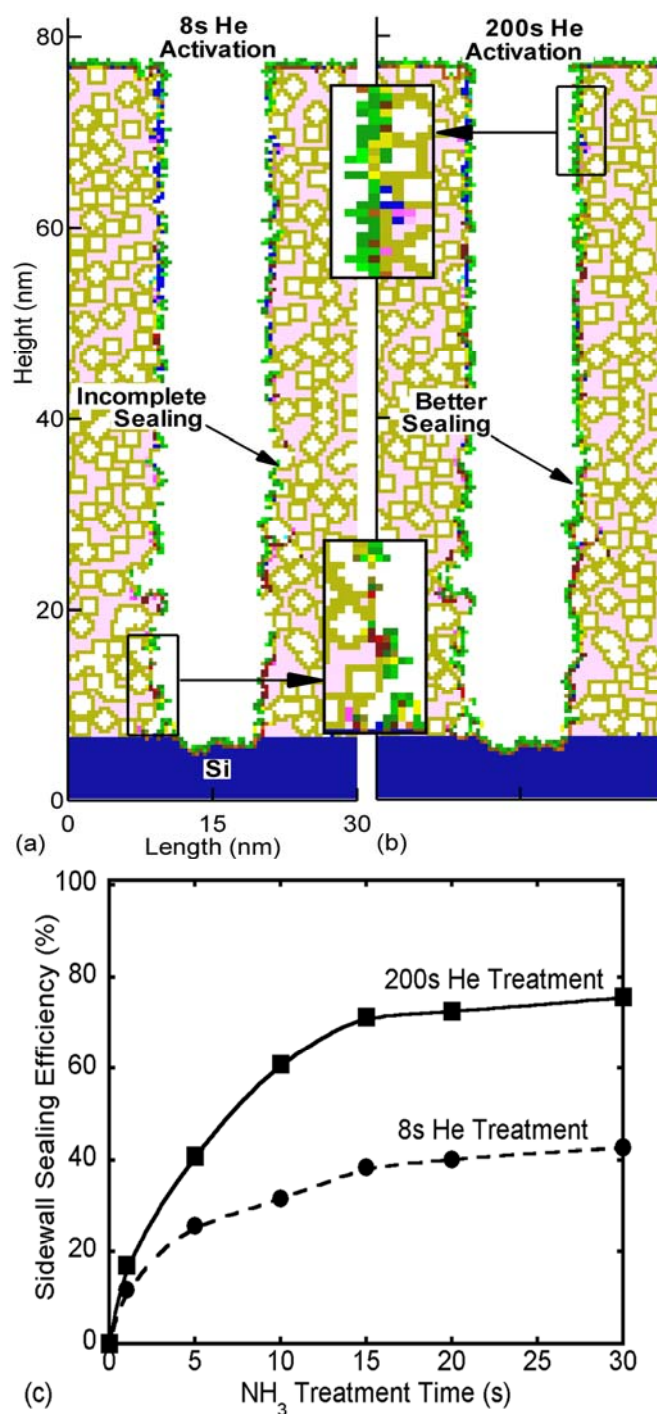 8s He
Activation
200s He
Activation
80
60
40
20
0
Height (nm)
Incomplete
Sealing
Better
Sealing
Si
0
15
30
(a)
Length (nm)
(b)
100
80
60
40
20
0
Sidewall Sealing Efficiency (%)
200s He Treatment
8s He Treatment
0
5
10
15
20
25
30
(c)
NH3 Treatment Time (s)